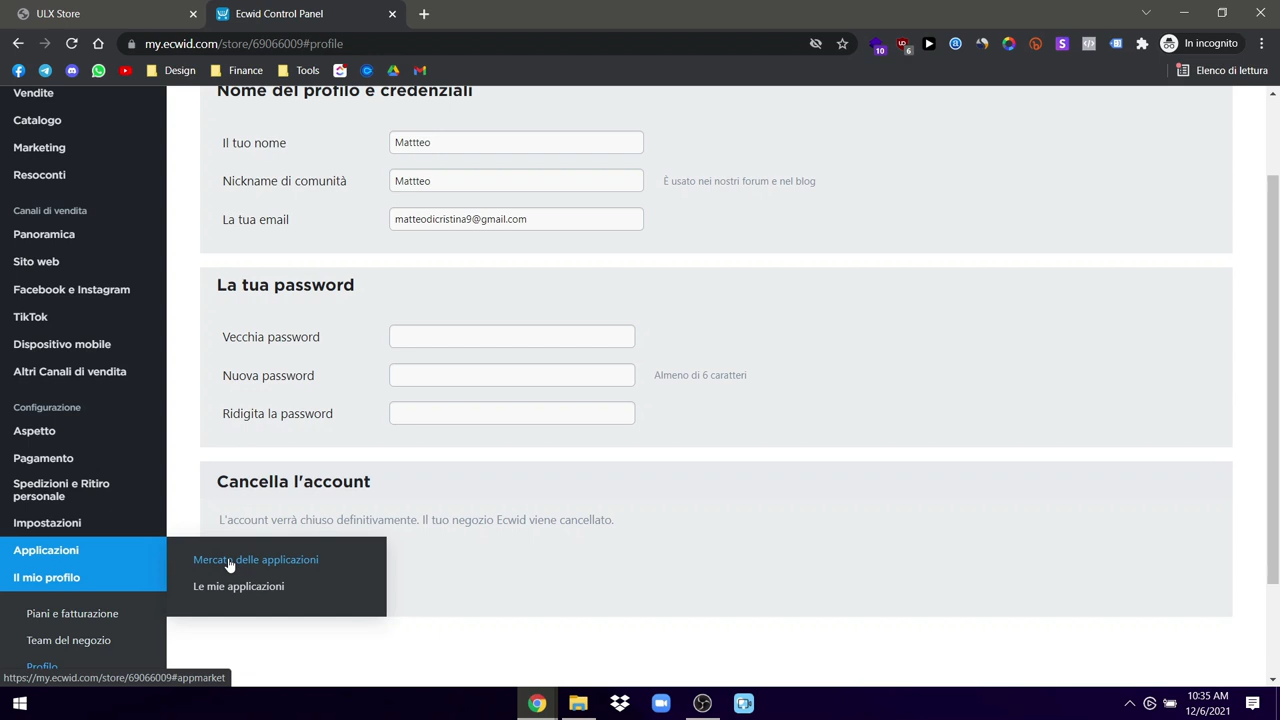 ULX Store
Ecwid Control Panel
my.ecwid.com/store/69066009#profile
10
6
In incognito
Design
Finance
Tools
Elenco di lettura
Vendite
Catalogo
Marketing
Resoconti
Canali di vendita
Panoramica
Sito web
Facebook e Instagram
TikTok
Dispositivo mobile
Altri Canali di vendita
Configurazione
Aspetto
Pagamento
Spedizioni e Ritiro
personale
Impostazioni
Applicazioni
Il mio profilo
Piani e fatturazione
Team del negozio
Profilo
Mercato delle applicazioni
Le mie applicazioni
Nome del profilo e credenziali
Il tuo nome
Mattteo
Nickname di comunità
Mattteo
È usato nei nostri forum e nel blog
La tua email
matteodicristina9@gmail.com
La tua password
Vecchia password
Nuova password
Almeno di 6 caratteri
Ridigita la password
Cancella l'account
L'account verrà chiuso definitivamente. Il tuo negozio Ecwid viene cancellato.
https://my.ecwid.com/store/69066009#appmarket
10:35 AM
12/6/2021